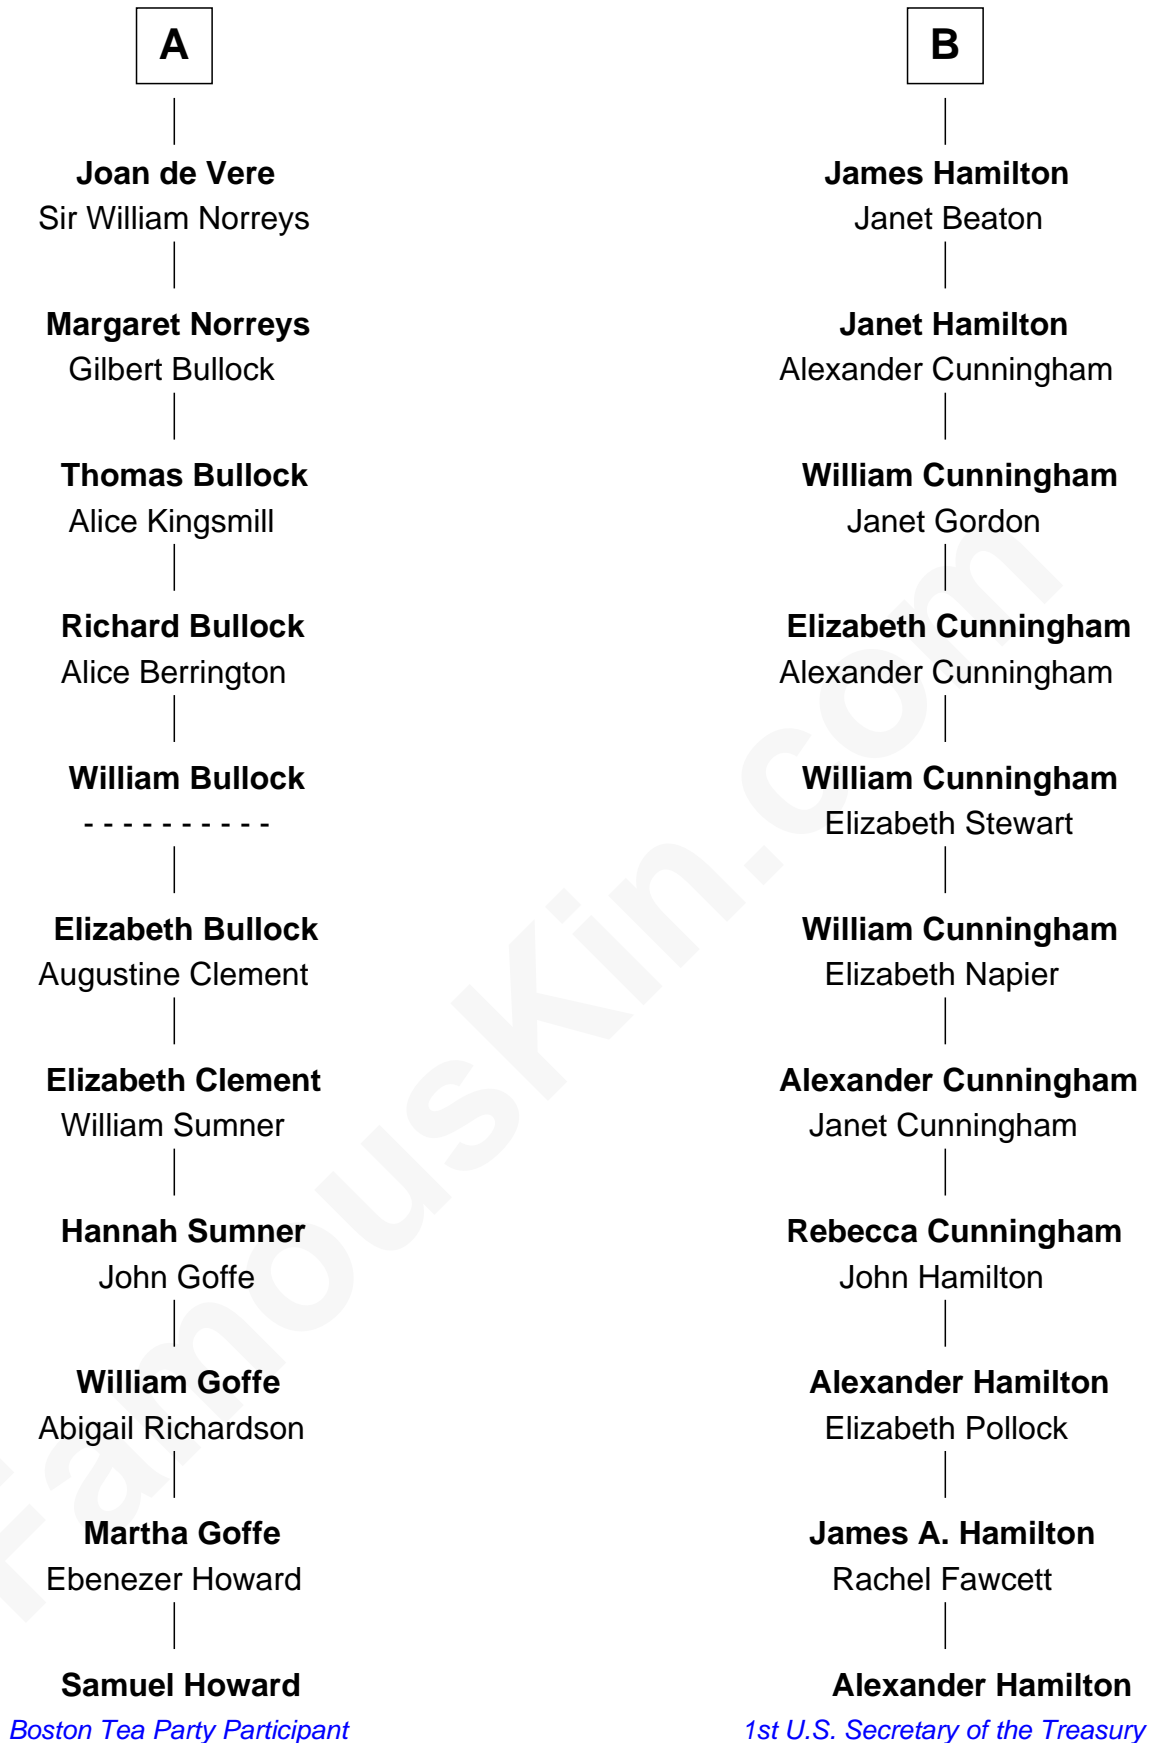 A
Joan de Vere
Sir William Norreys
Margaret Norreys
Gilbert Bullock
Thomas Bullock
Alice Kingsmill
Richard Bullock
Alice Berrington
William Bullock
- - - - - - - - - -
Elizabeth Bullock
Augustine Clement
Elizabeth Clement
William Sumner
Hannah Sumner
John Goffe
William Goffe
Abigail Richardson
Martha Goffe
Ebenezer Howard
Samuel Howard
Boston Tea Party Participant
B
James Hamilton
Janet Beaton
Janet Hamilton
Alexander Cunningham
William Cunningham
Janet Gordon
Elizabeth Cunningham
Alexander Cunningham
William Cunningham
Elizabeth Stewart
William Cunningham
Elizabeth Napier
Alexander Cunningham
Janet Cunningham
Rebecca Cunningham
John Hamilton
Alexander Hamilton
Elizabeth Pollock
James A. Hamilton
Rachel Fawcett
Alexander Hamilton
1st U.S. Secretary of the Treasury
FamousKin.com